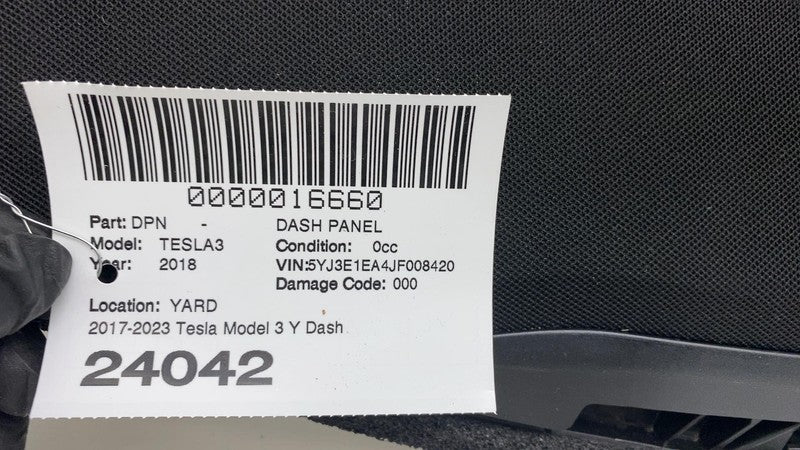 0000016660
Part: DPN - DASH PANEL
Model: TESLA3 Condition: 0cc
Year: 2018 VIN:5YJ3E1EA4JF008420
Damage Code: 000
Location: YARD
2017-2023 Tesla Model 3 Y Dash
24042